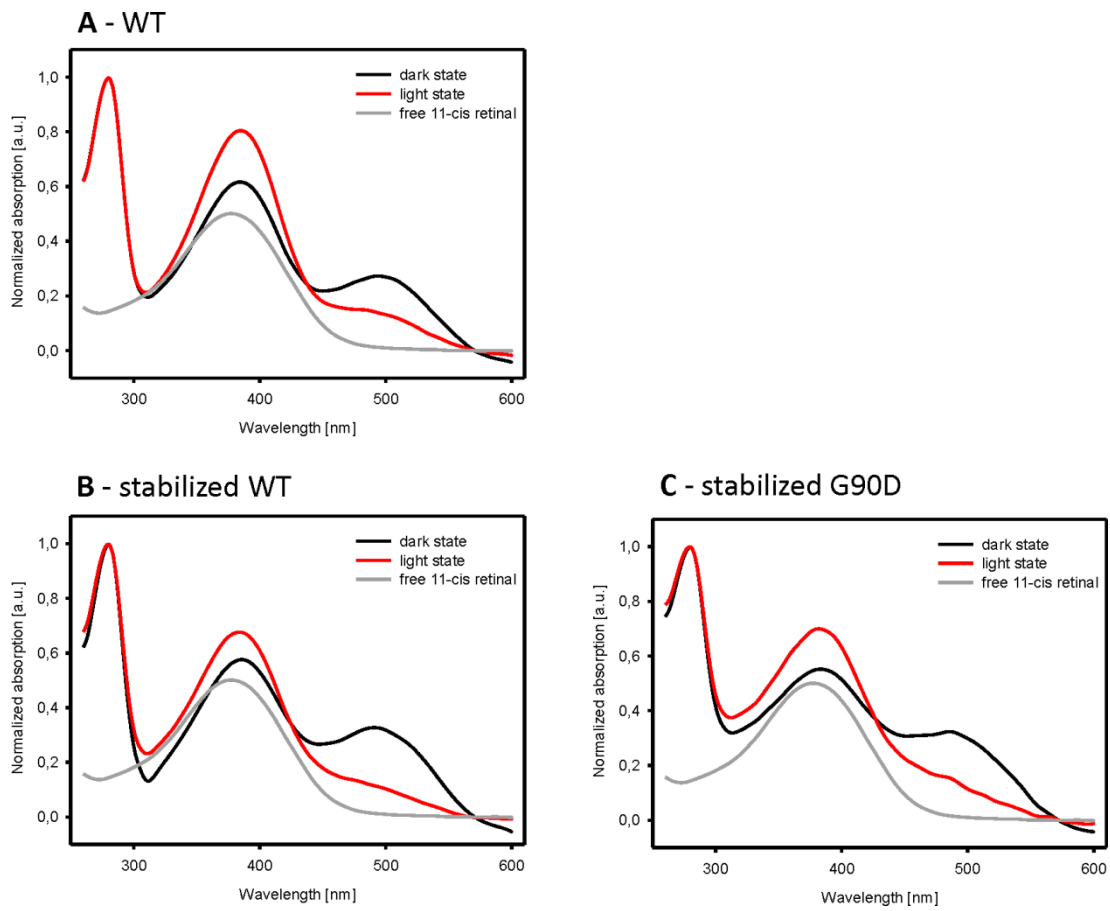 A - WT
1,0
0,8
0,6
0,4
0,2
0,0
Normalized absorption [a.u.]
dark state
light state
free 11-cis retinal
300 400 500 600
Wavelength [nm]
B - stabilized WT
1,0
0,8
0,6
0,4
0,2
0,0
Normalized absorption [a.u.]
dark state
light state
free 11-cis retinal
300 400 500 600
Wavelength [nm]
C - stabilized G90D
1,0
0,8
0,6
0,4
0,2
0,0
Normalized absorption [a.u.]
dark state
light state
free 11-cis retinal
300 400 500 600
Wavelength [nm]